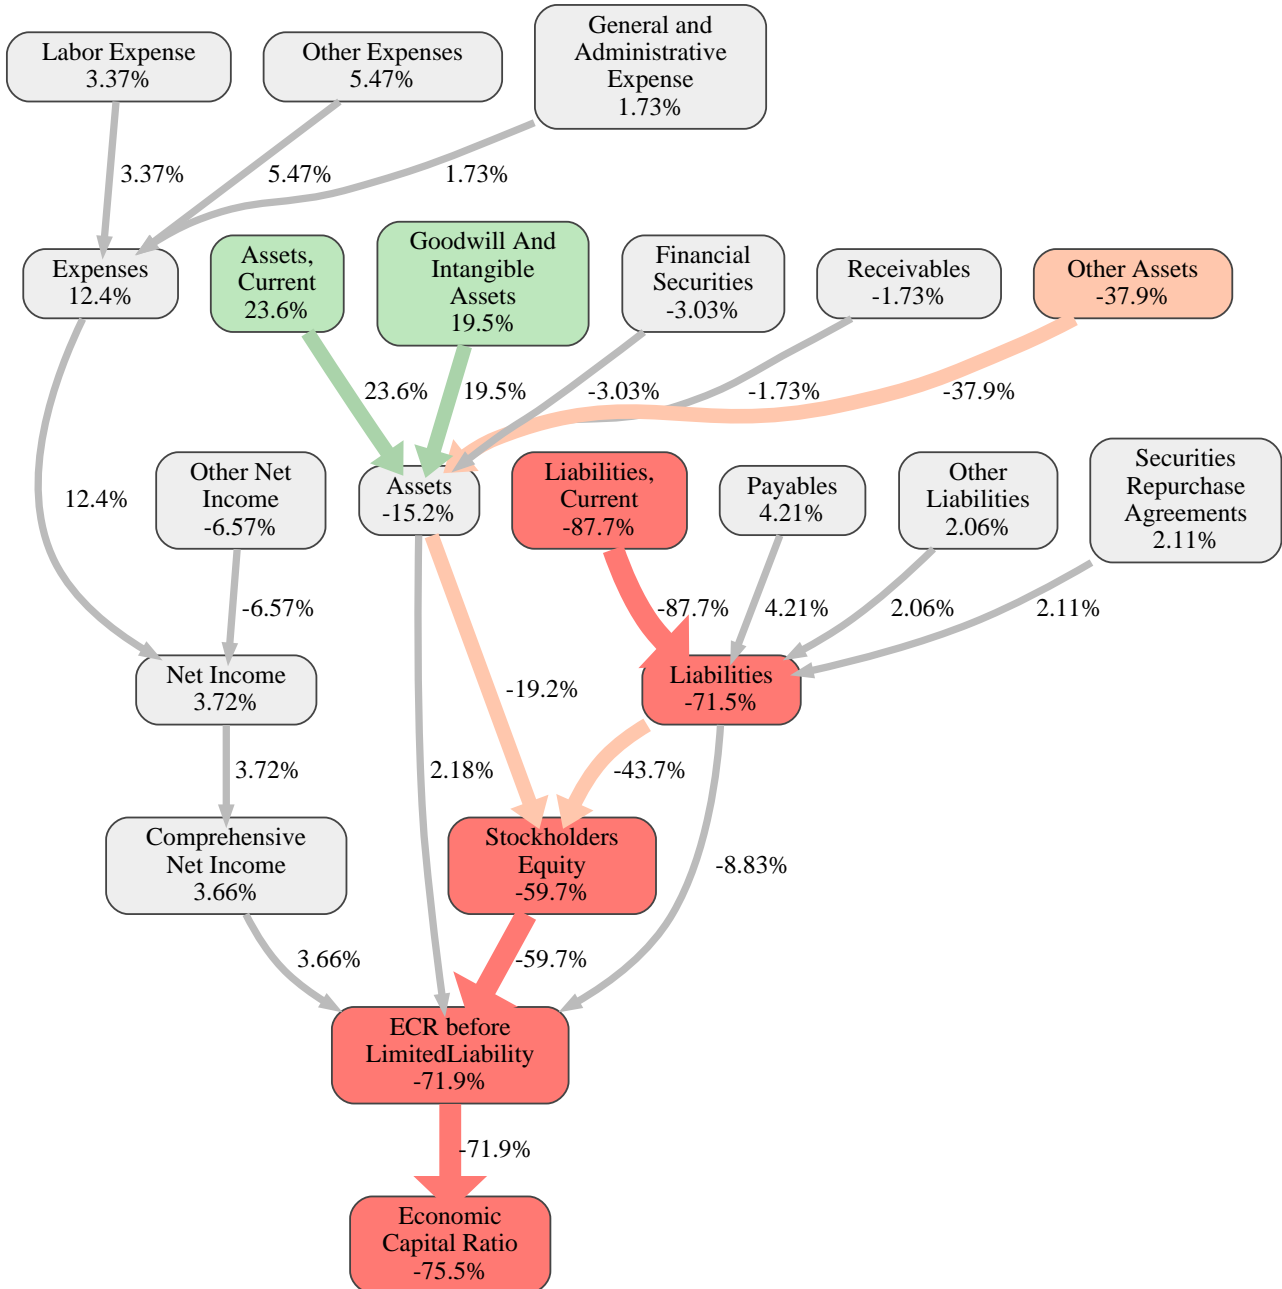 Labor Expense
3.37%
Other Expenses
5.47%
General and
Administrative
Expense
1.73%
3.37%
5.47%
1.73%
Expenses
12.4%
Assets,
Current
23.6%
Goodwill And
Intangible
Assets
19.5%
Financial
Securities
-3.03%
Receivables
-1.73%
Other Assets
-37.9%
23.6%
19.5%
-3.03%
-1.73%
-37.9%
12.4%
Other Net
Income
-6.57%
Assets
-15.2%
Liabilities,
Current
-87.7%
Payables
4.21%
Other
Liabilities
2.06%
Securities
Repurchase
Agreements
2.11%
-6.57%
-87.7%
4.21%
2.06%
2.11%
Net Income
3.72%
-19.2%
Liabilities
-71.5%
3.72%
2.18%
-43.7%
Comprehensive
Net Income
3.66%
Stockholders
Equity
-59.7%
-8.83%
3.66%
-59.7%
ECR before
LimitedLiability
-71.9%
-71.9%
Economic
Capital Ratio
-75.5%